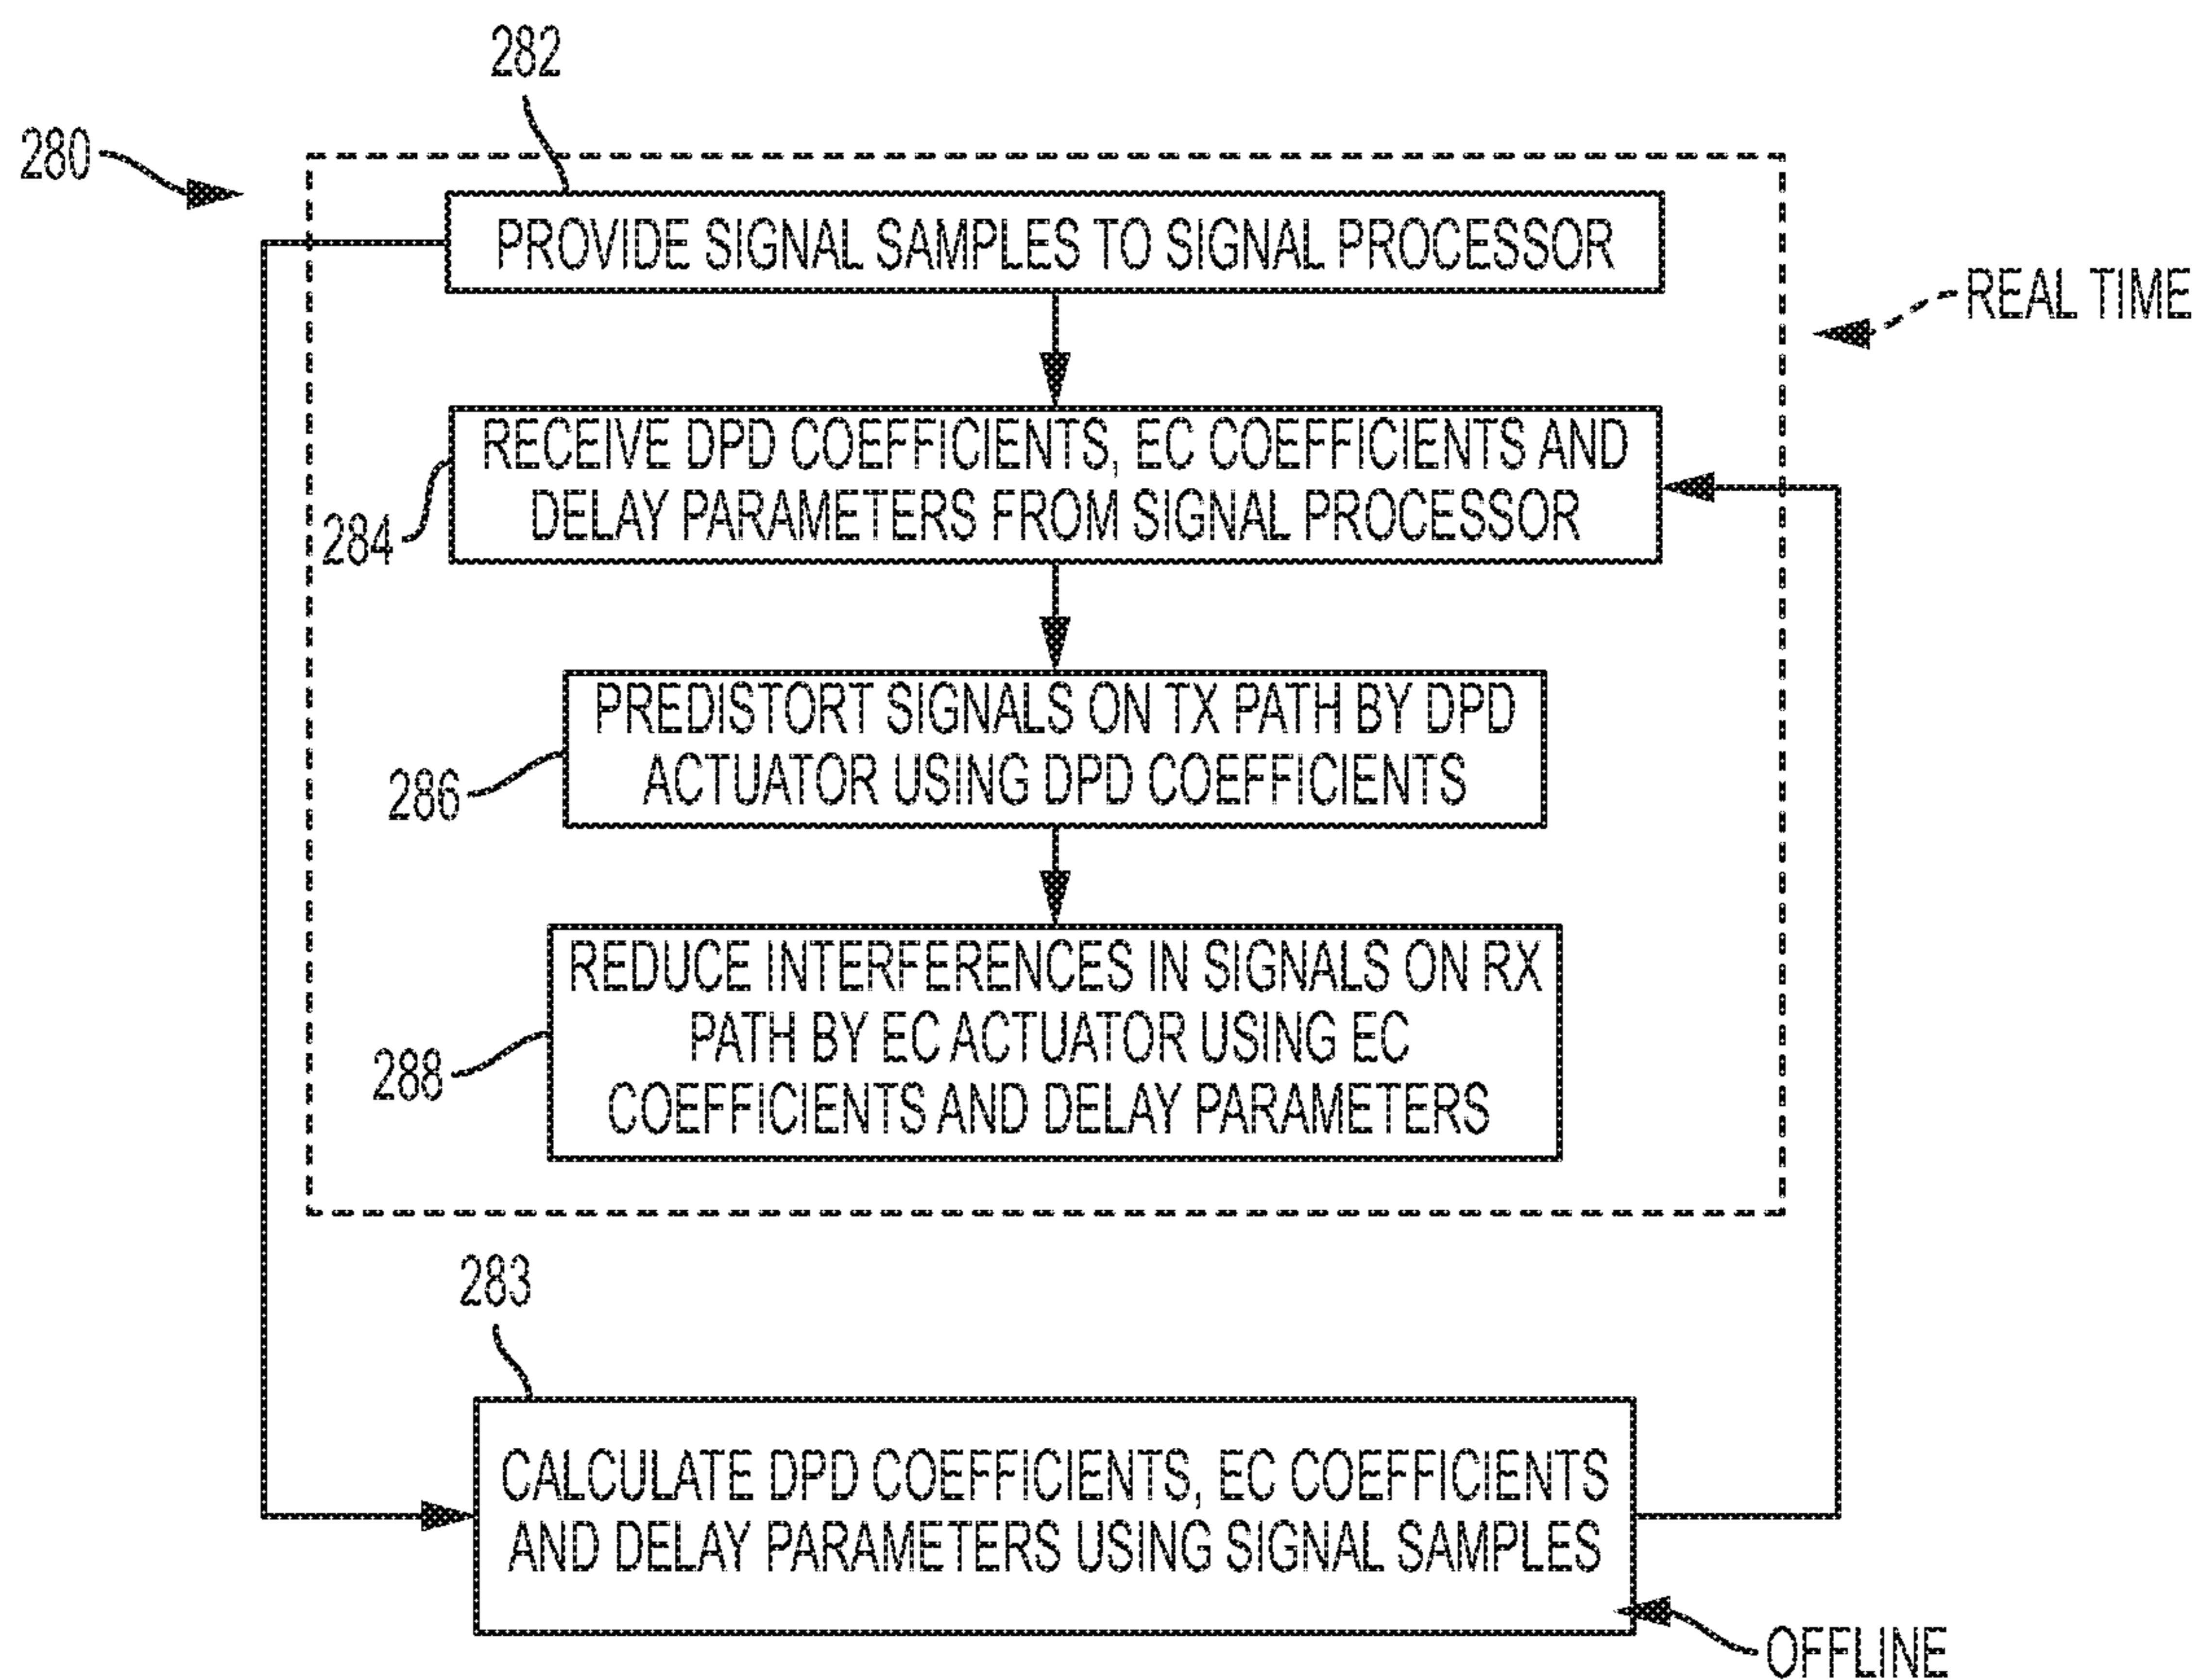 282
280
PROVIDE SIGNAL SAMPLES TO SIGNAL PROCESSOR
REAL TIME
RECEIVE DPD COEFFICIENTS, EC COEFFICIENTS AND
DELAY PARAMETERS FROM SIGNAL PROCESSOR
284
PREDISTORT SIGNALS ON TX PATH BY DPD
ACTUATOR USING DPD COEFFICIENTS
286
REDUCE INTERFERENCES IN SIGNALS ON RX
PATH BY EC ACTUATOR USING EC
COEFFICIENTS AND DELAY PARAMETERS
288
283
CALCULATE DPD COEFFICIENTS, EC COEFFICIENTS
AND DELAY PARAMETERS USING SIGNAL SAMPLES
OFFLINE